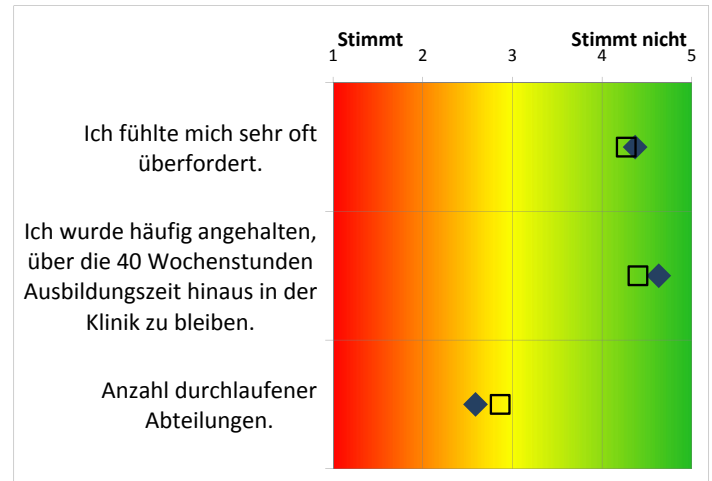 Stimmt Stimmt nicht
1 2 3 4 5
Ich fühlte mich sehr oft
überfordert.
Ich wurde häufig angehalten,
über die 40 Wochenstunden
Ausbildungszeit hinaus in der
Klinik zu bleiben.
Anzahl durchlaufener
Abteilungen.